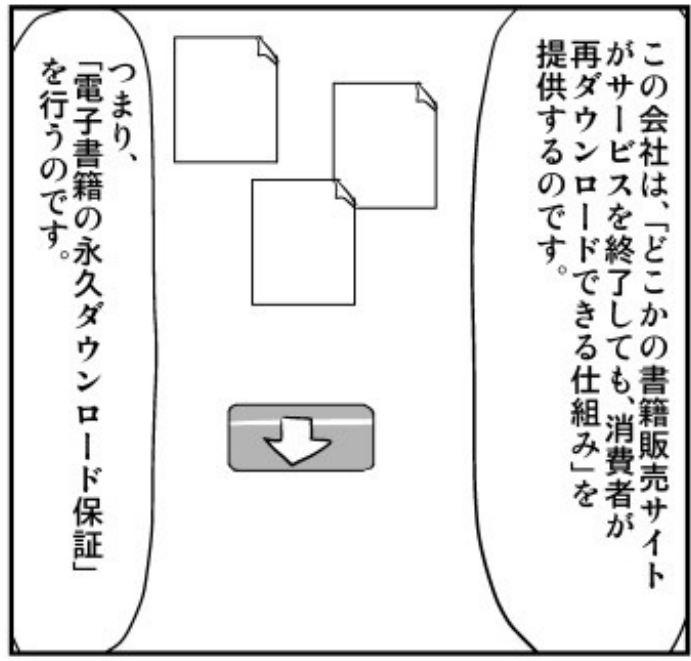 この会社は、「どこかの書籍販売サイト
がサービスを終了しても、消費者が
再ダウンロードできる仕組み」を
提供するのです。
つまり、
「電子書籍の永久ダウンロード保証」
を行うのです。